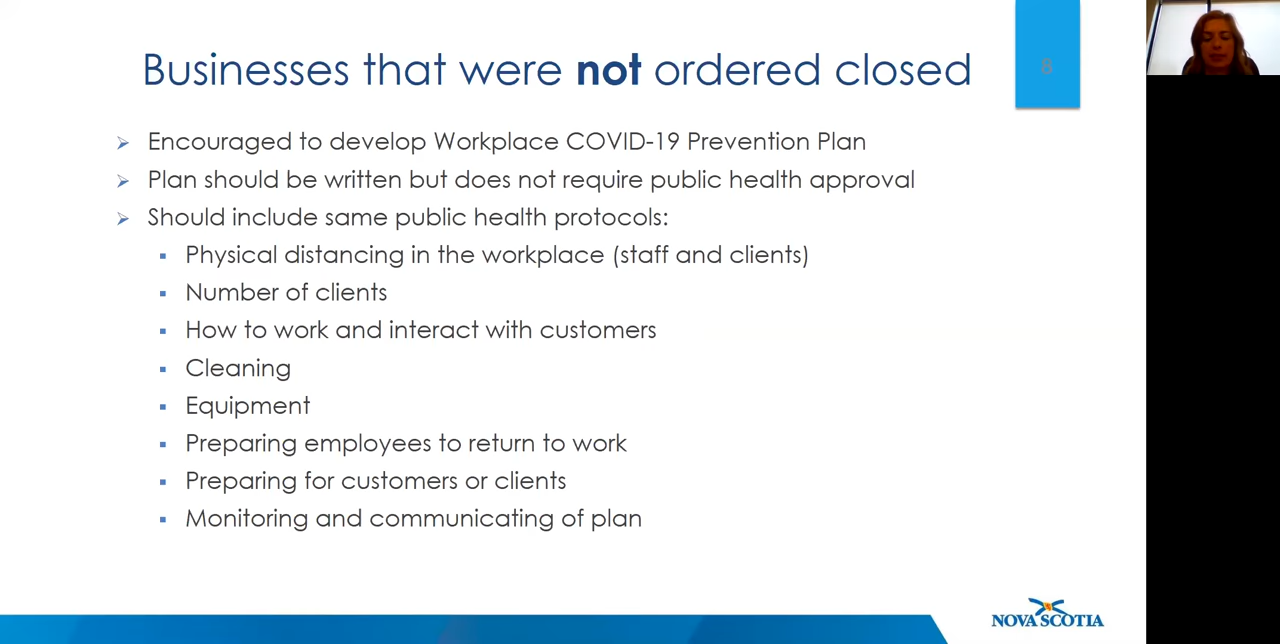 Businesses that were not ordered closed
8
Encouraged to develop Workplace COVID-19 Prevention Plan
Plan should be written but does not require public health approval
Should include same public health protocols:
Physical distancing in the workplace (staff and clients)
Number of clients
How to work and interact with customers
Cleaning
Equipment
Preparing employees to return to work
Preparing for customers or clients
Monitoring and communicating of plan
NOVA SCOTIA